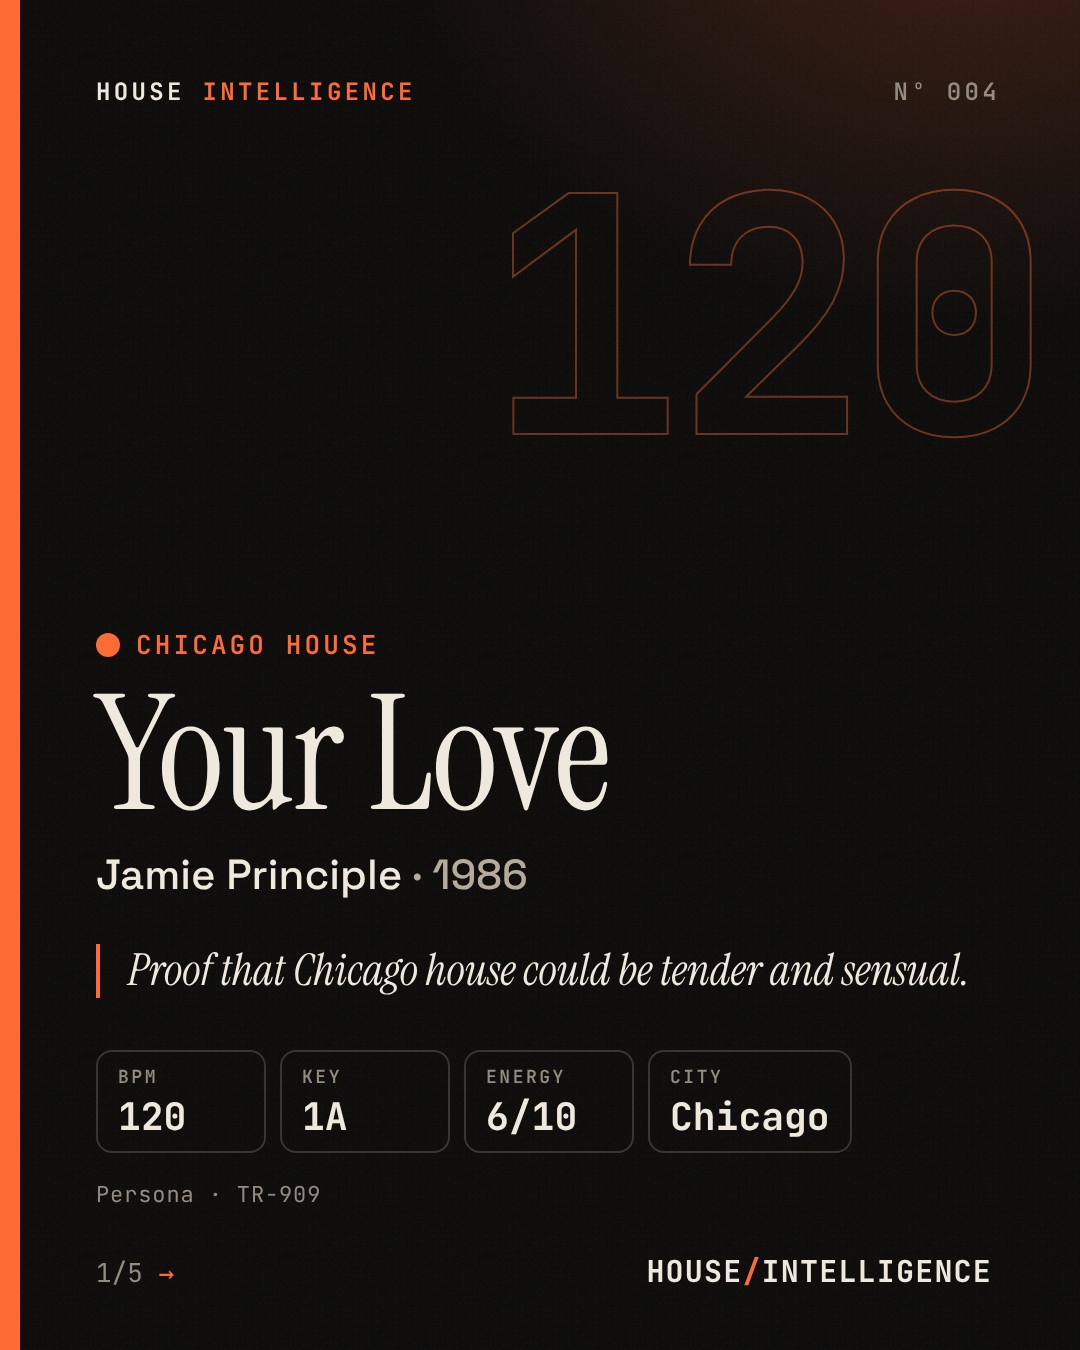 HOUSE INTELLIGENCE
N° 004
120
CHICAGO HOUSE
Your Love
Jamie Principle · 1986
Proof that Chicago house could be tender and sensual.
BPM
120
KEY
1A
ENERGY
6/10
CITY
Chicago
Persona · TR-909
1/5 →
HOUSE/INTELLIGENCE